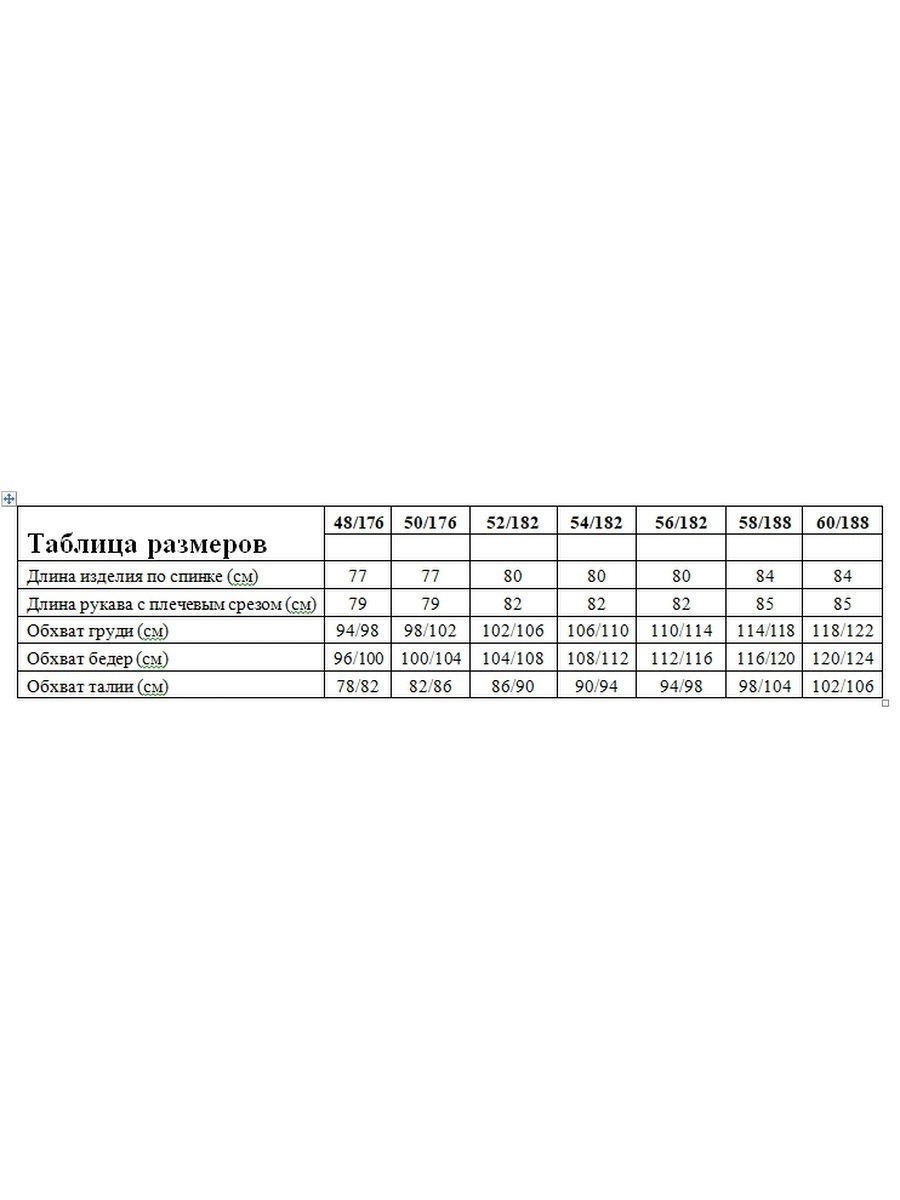 48/176 50/176 52/182 54/182 56/182 58/188 60/188
Таблица размеров
Длина изделия по спинке (см) 77 77 80 80 80 84 84
Длина рукава с плечевым срезом (см) 79 79 82 82 82 85 85
Обхват груди (см) 94/98 98/102 102/106 106/110 110/114 114/118 118/122
Обхват бедер (см) 96/100 100/104 104/108 108/112 112/116 116/120 120/124
Обхват талии (см) 78/82 82/86 86/90 90/94 94/98 98/104 102/106